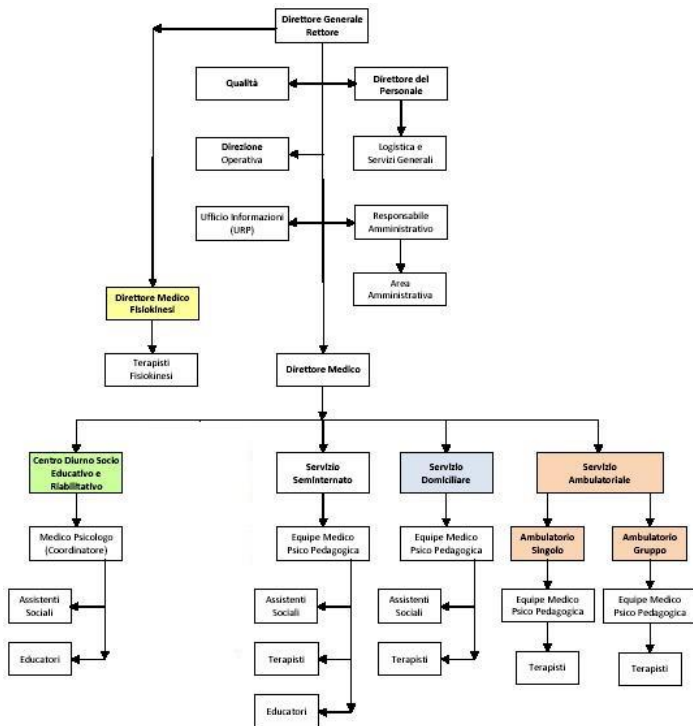 Direttore Generale
Rettore
Qualità
Direttore del
Personale
Direzione
Operativa
Logistica e
Servizi Generali
Ufficio Informazioni
(URP)
Responsabile
Amministrativo
Area
Amministrativa
Direttore Medico
Fisiokinesi
Terapisti
Fisiokinesi
Direttore Medico
Centro Diurno Socio
Educativo e
Riabilitativo
Servizio
SemInternato
Servizio
Domiciliare
Servizio
Ambulatoriale
Medico Psicologo
(Coordinatore)
Equipe Medico
Psico Pedagogica
Equipe Medico
Psico Pedagogica
Ambulatorio
Singolo
Ambulatorio
Gruppo
Assistenti
Sociali
Assistenti
Sociali
Assistenti
Sociali
Equipe Medico
Psico Pedagogica
Equipe Medico
Psico Pedagogica
Educatori
Terapisti
Terapisti
Terapisti
Terapisti
Educatori